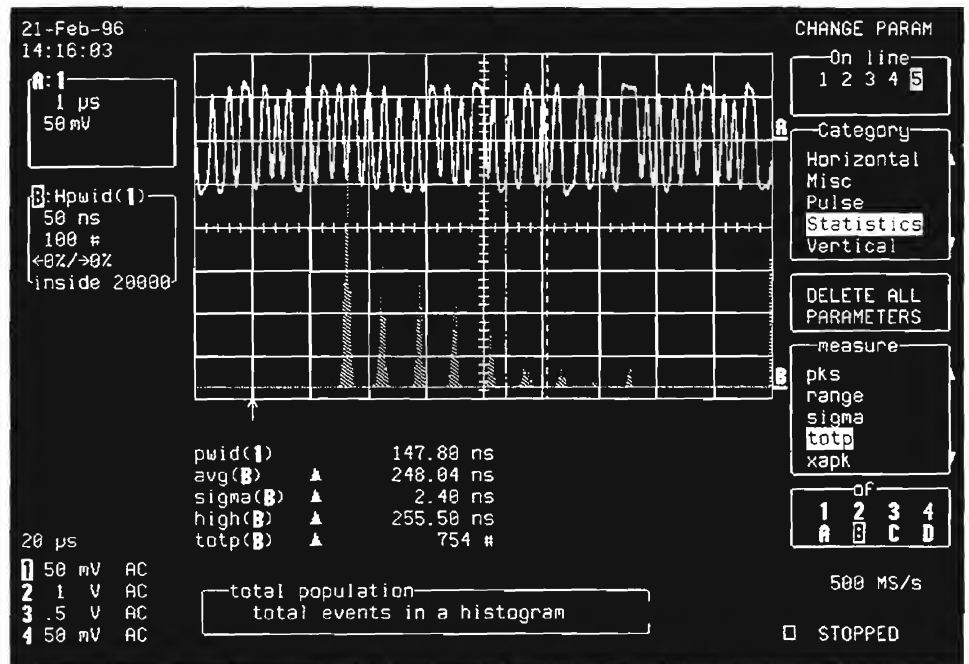 21-Feb-96
14:16:03
A:1
1 µs
50 mV
B:Hpwid(1)
50 ns
100 #
←0%/→0%
inside 20000
A
B
pwid(1) 147.80 ns
avg(B) 248.04 ns
sigma(B) 2.40 ns
high(B) 255.50 ns
totp(B) 754 #
20 µs
1 50 mV AC
2 1 V AC
3 .5 V AC
4 50 mV AC
total population
total events in a histogram
CHANGE PARAM
On line
1 2 3 4 5
Category
Horizontal
Misc
Pulse
Statistics
Vertical
DELETE ALL
PARAMETERS
measure
pks
range
sigma
totp
xapk
of
1 2 3 4
A B C D
500 MS/s
STOPPED